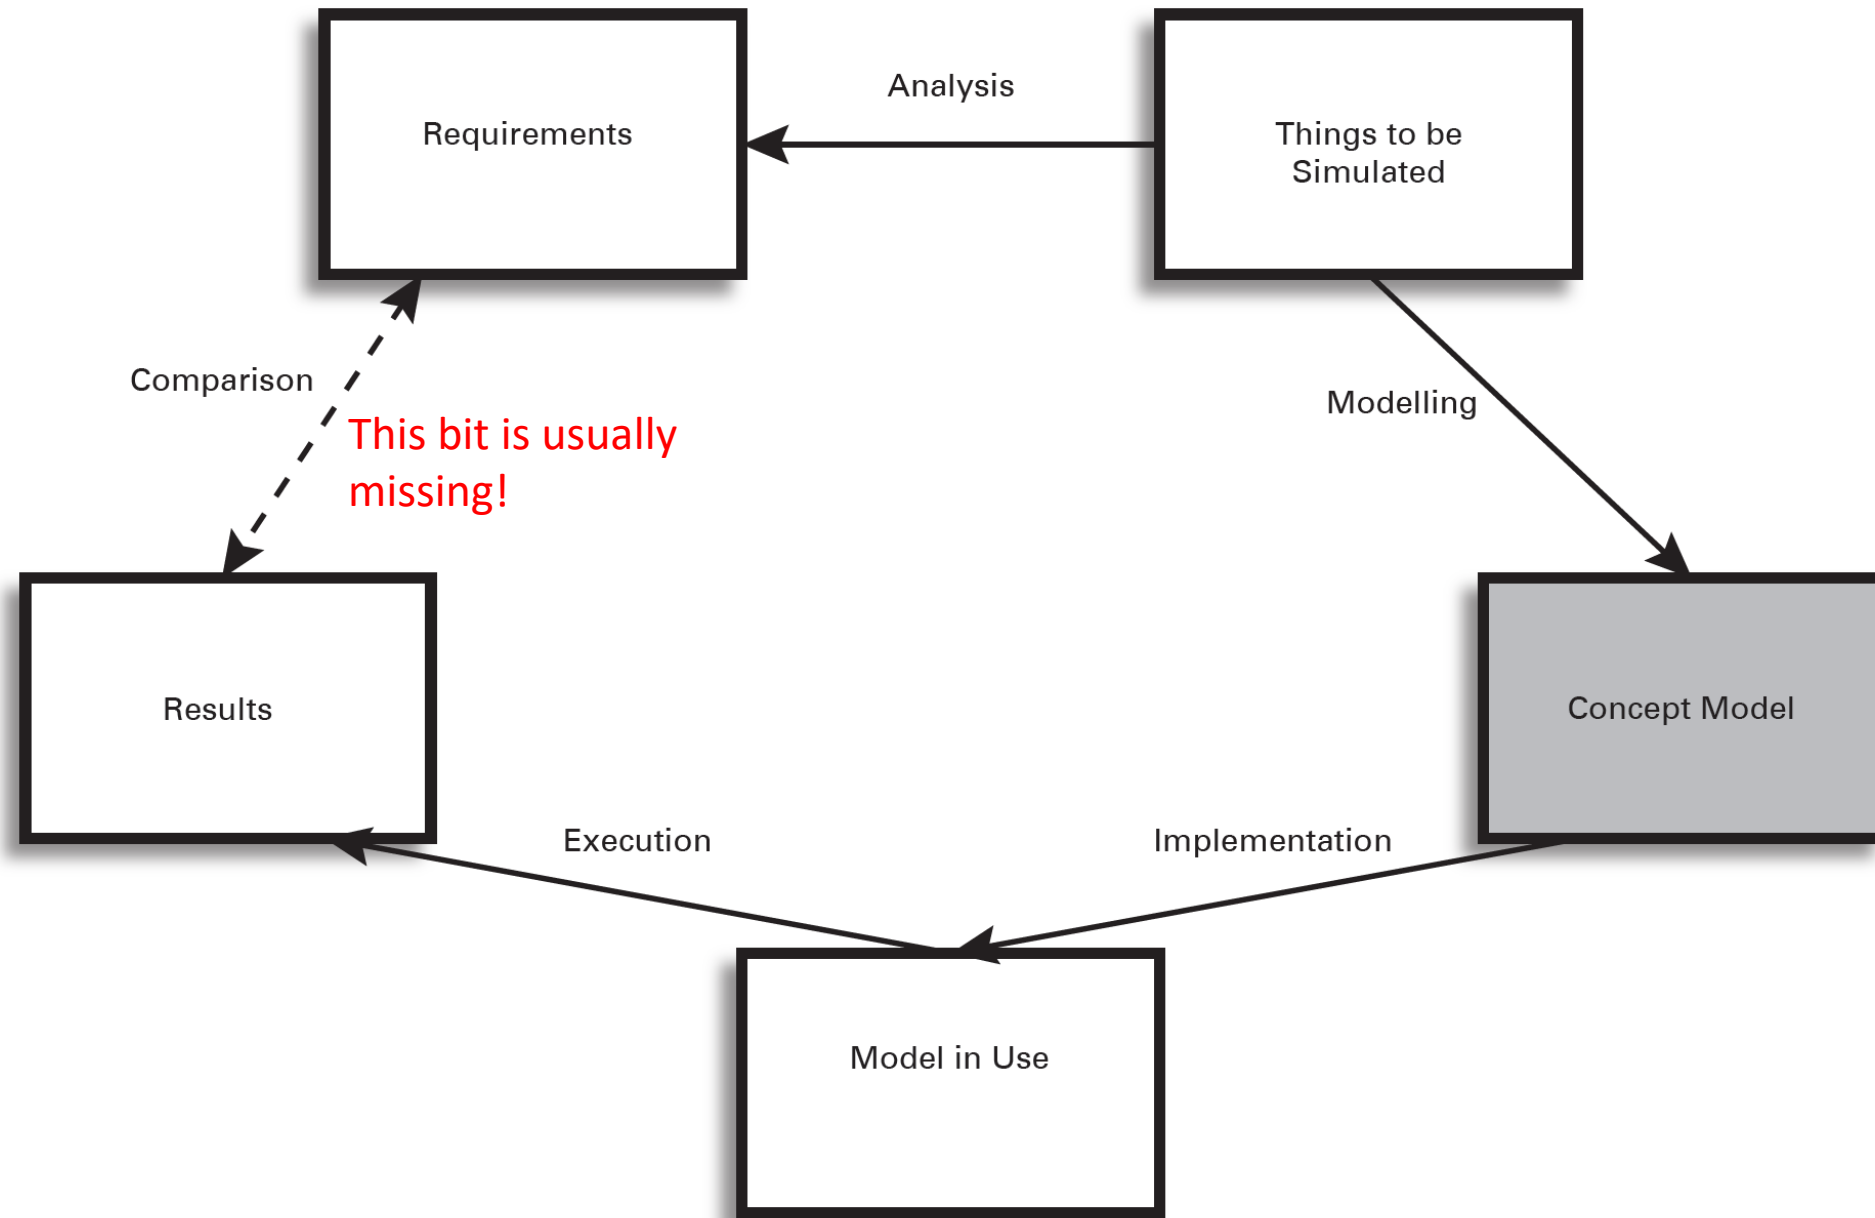 Analysis
Requirements
Things to be
Simulated
Comparison
Modelling
This bit is usually
missing!
Results
Concept Model
Execution
Implementation
Model in Use